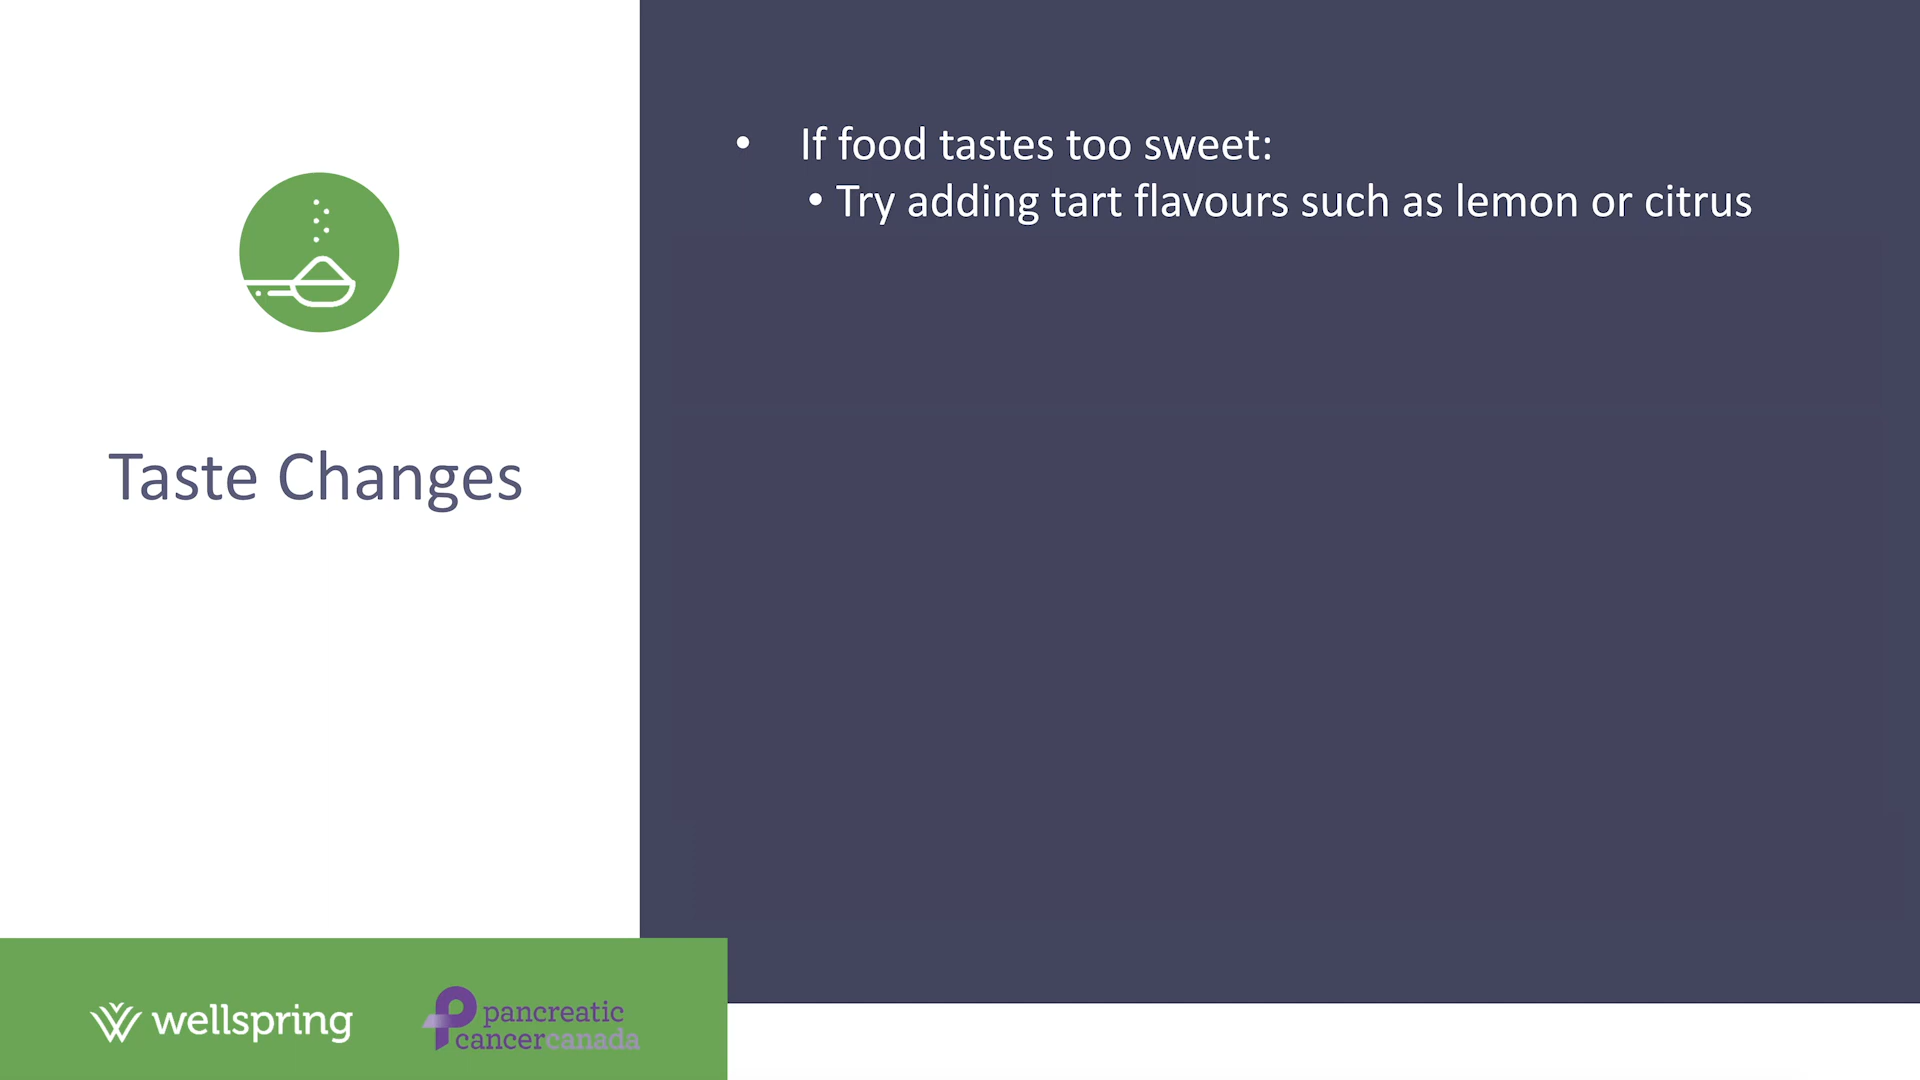 • If food tastes too sweet:
• Try adding tart flavours such as lemon or citrus
Taste Changes
wellspring
pancreatic
cancercanada